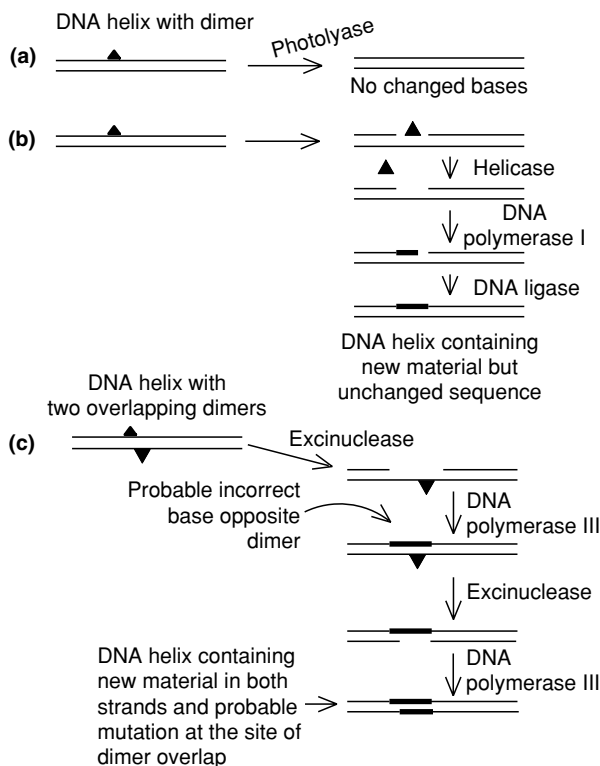 DNA helix with dimer
(a)
Photolyase
No changed bases
(b)
Helicase
DNA
polymerase I
DNA ligase
DNA helix containing
new material but
unchanged sequence
DNA helix with
two overlapping dimers
(c)
Excinuclease
Probable incorrect
base opposite
dimer
DNA
polymerase III
Excinuclease
DNA helix containing
new material in both
strands and probable
mutation at the site of
dimer overlap
DNA
polymerase III